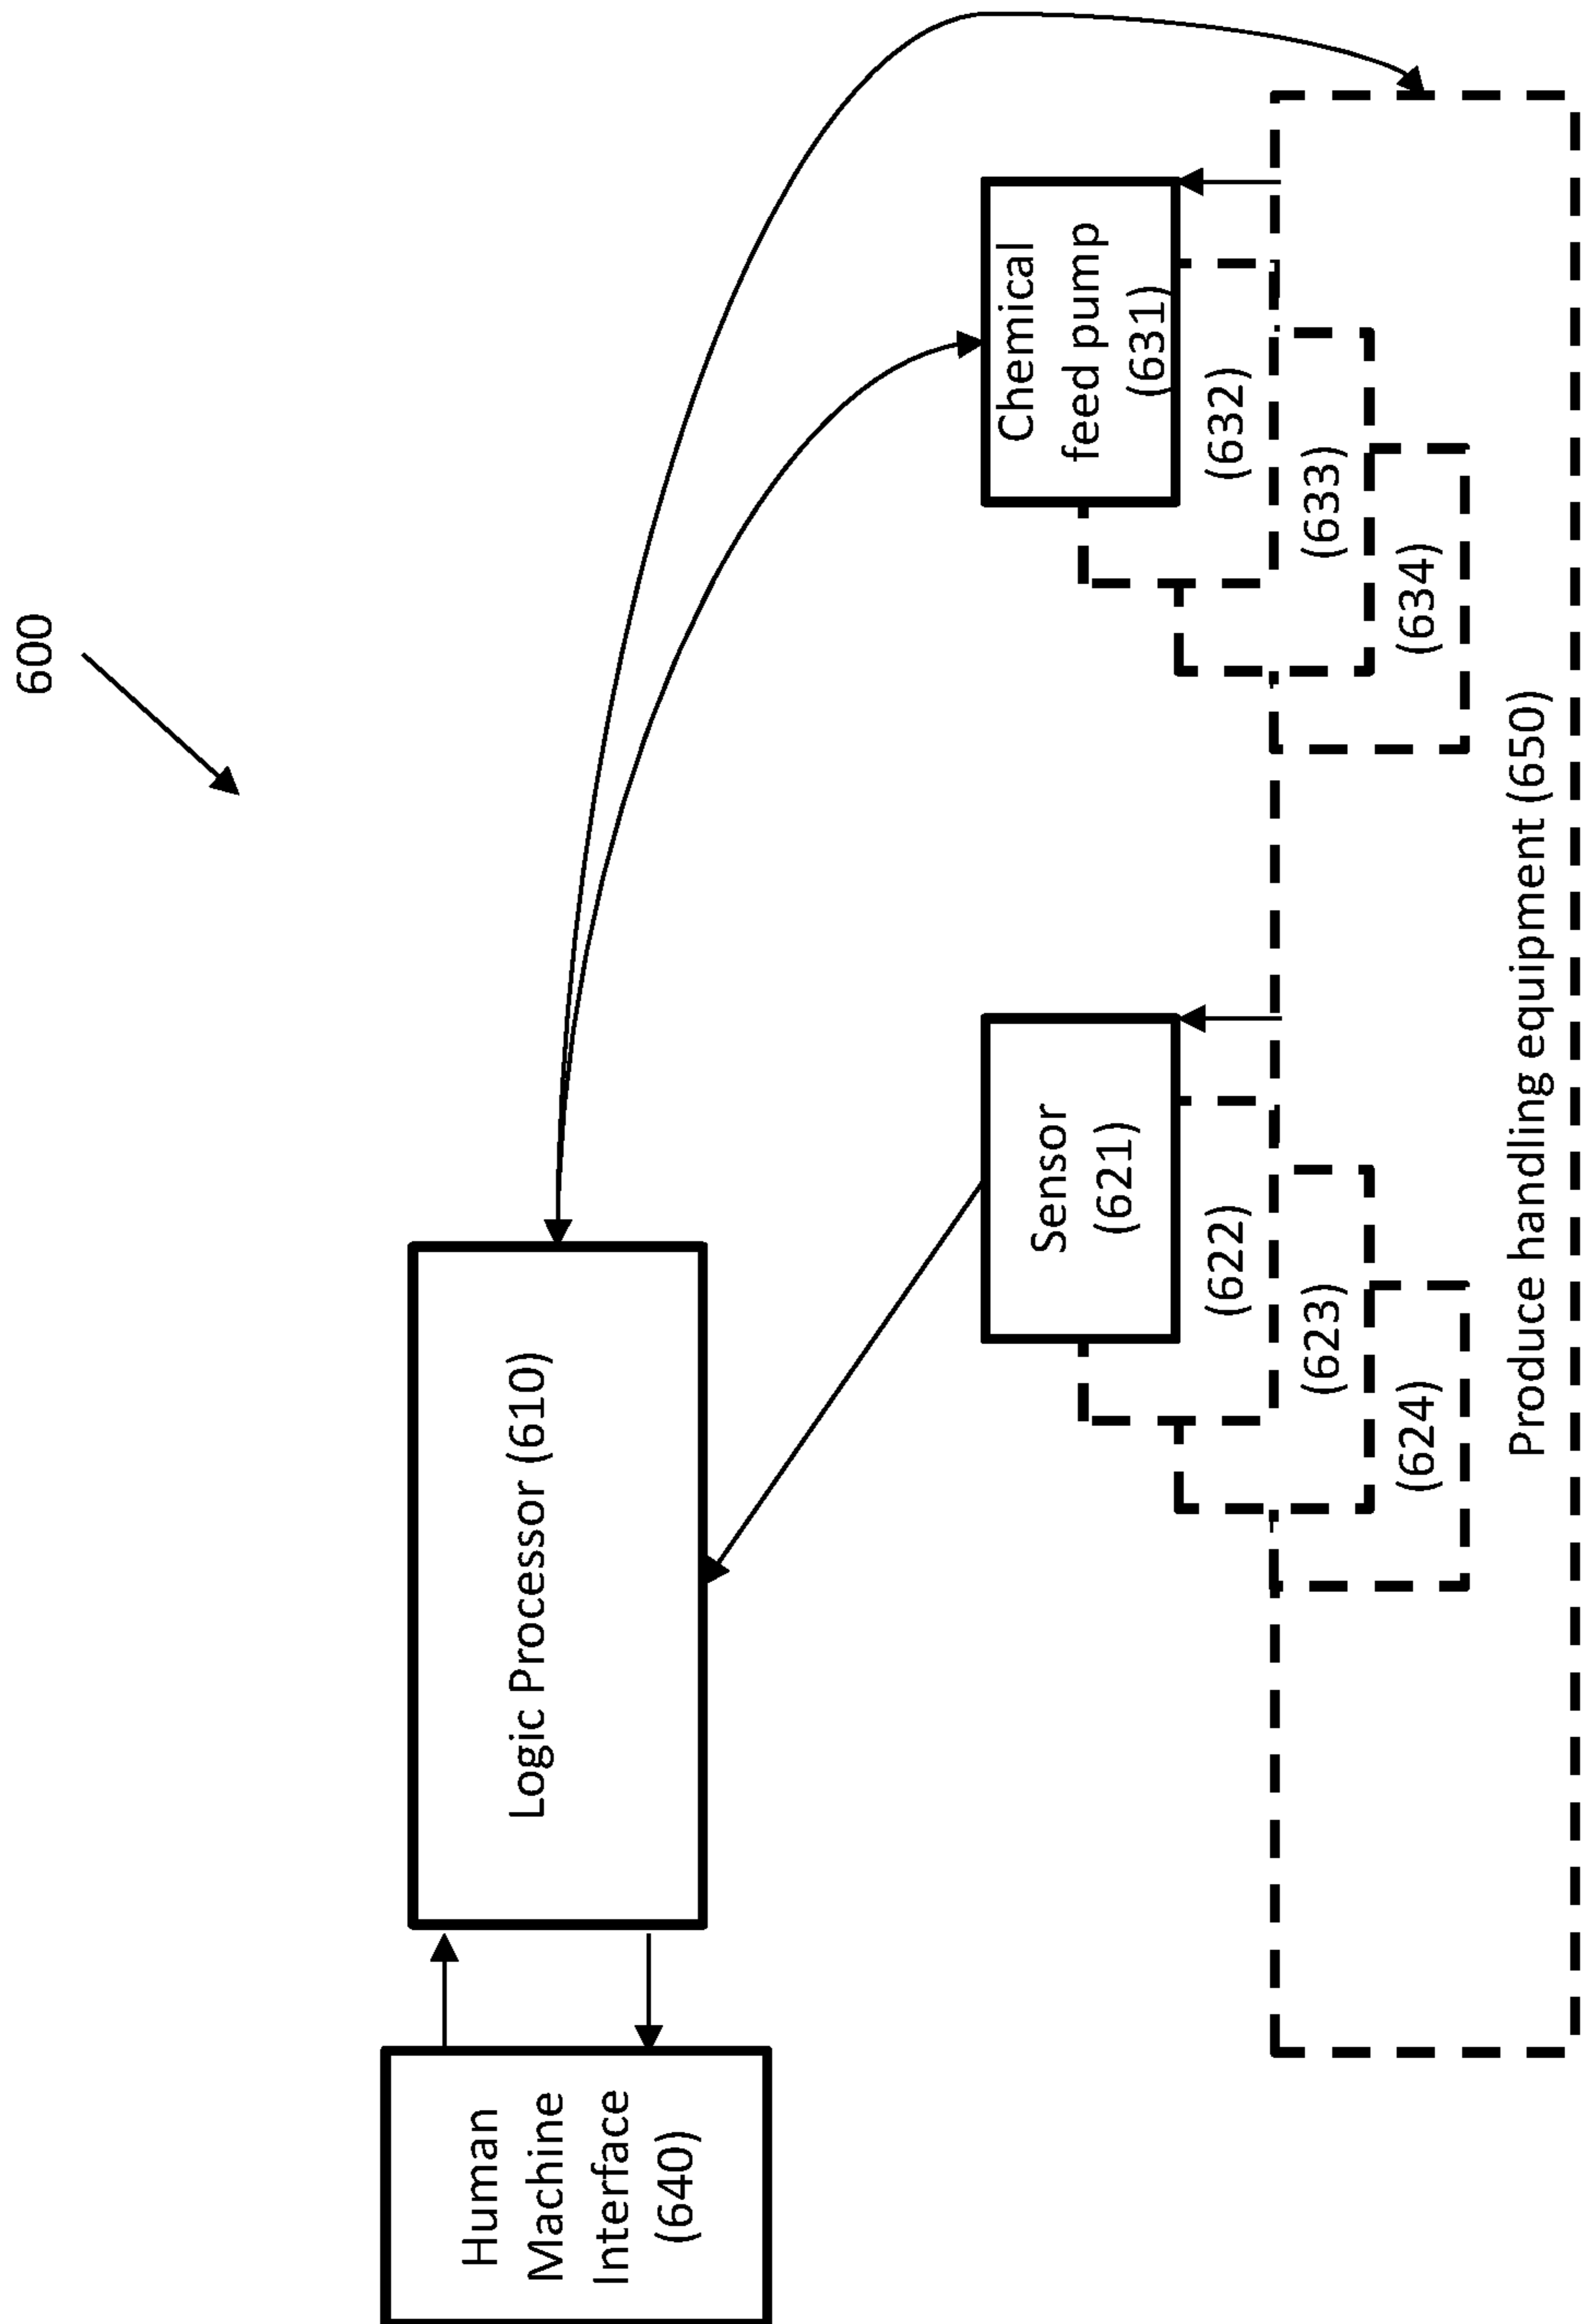 600
Human
Machine
Interface
(640)
Logic Processor (610)
Sensor
(621)
(622)
(623)
(624)
Chemical
feed pump
(631)
(632)
(633)
(634)
Produce handling equipment (650)